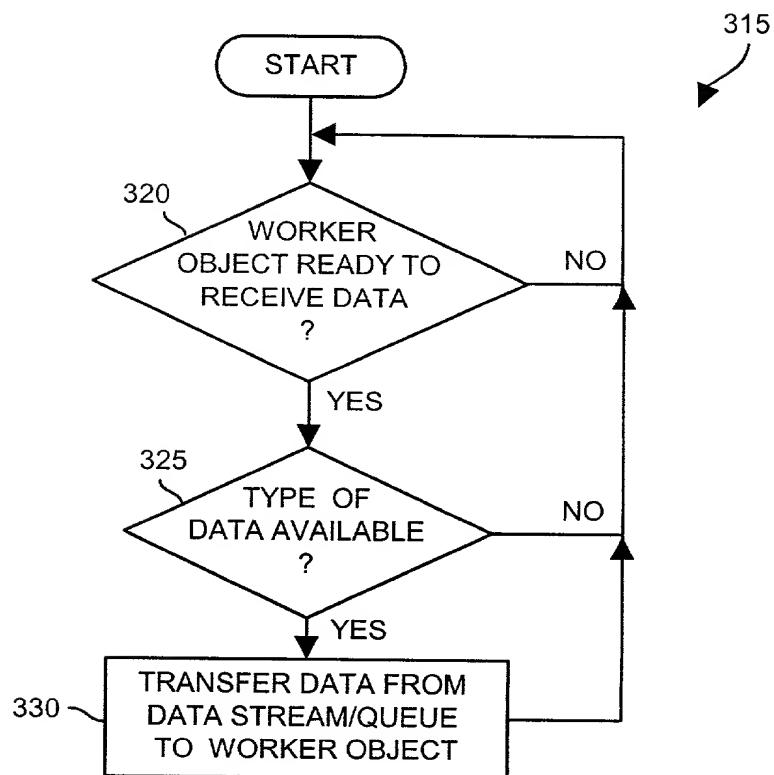 315
START
320
WORKER
OBJECT READY TO
RECEIVE DATA
?
NO
YES
325
TYPE OF
DATA AVAILABLE
?
NO
YES
330
TRANSFER DATA FROM
DATA STREAM/QUEUE
TO WORKER OBJECT